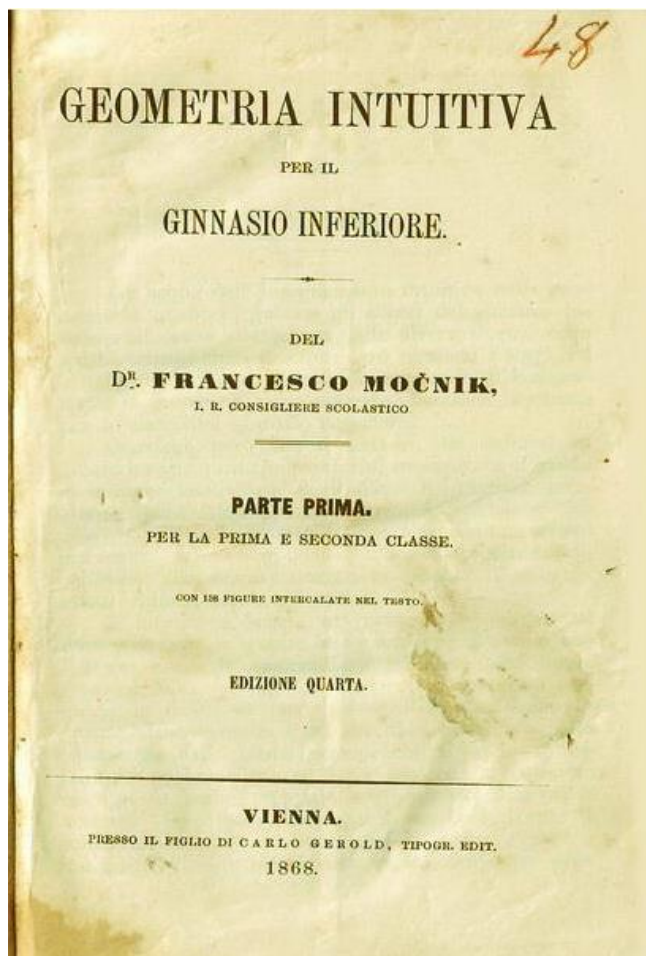 48
GEOMETRIA INTUITIVA
PER IL
GINNASIO INFERIORE.
DEL
DR. FRANCESCO MOČNIK,
I. R. CONSIGLIERE SCOLASTICO
PARTE PRIMA.
PER LA PRIMA E SECONDA CLASSE.
CON FIGURE INTERCALATE NEL TESTO.
EDIZIONE QUARTA.
VIENNA.
PRESSO IL FIGLIO DI CARLO GEROLD, TIPOGR. EDIT.
1868.